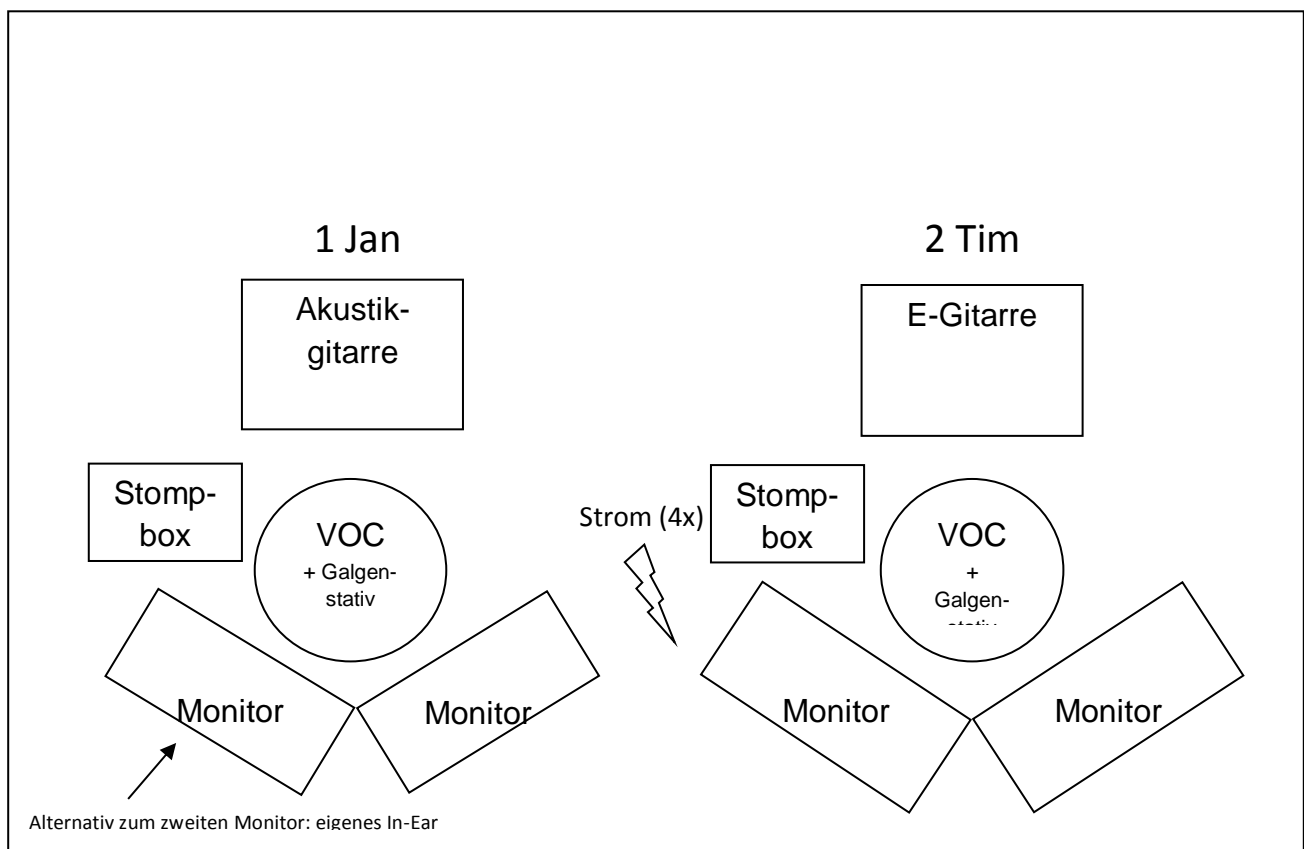 1 Jan
2 Tim
Akustik-
gitarre
E-Gitarre
Stomp-
box
VOC
+ Galgen-
stativ
Strom (4x)
Stomp-
box
VOC
+
Galgen-
stativ
Monitor
Monitor
Monitor
Monitor
Alternativ zum zweiten Monitor: eigenes In-Ear